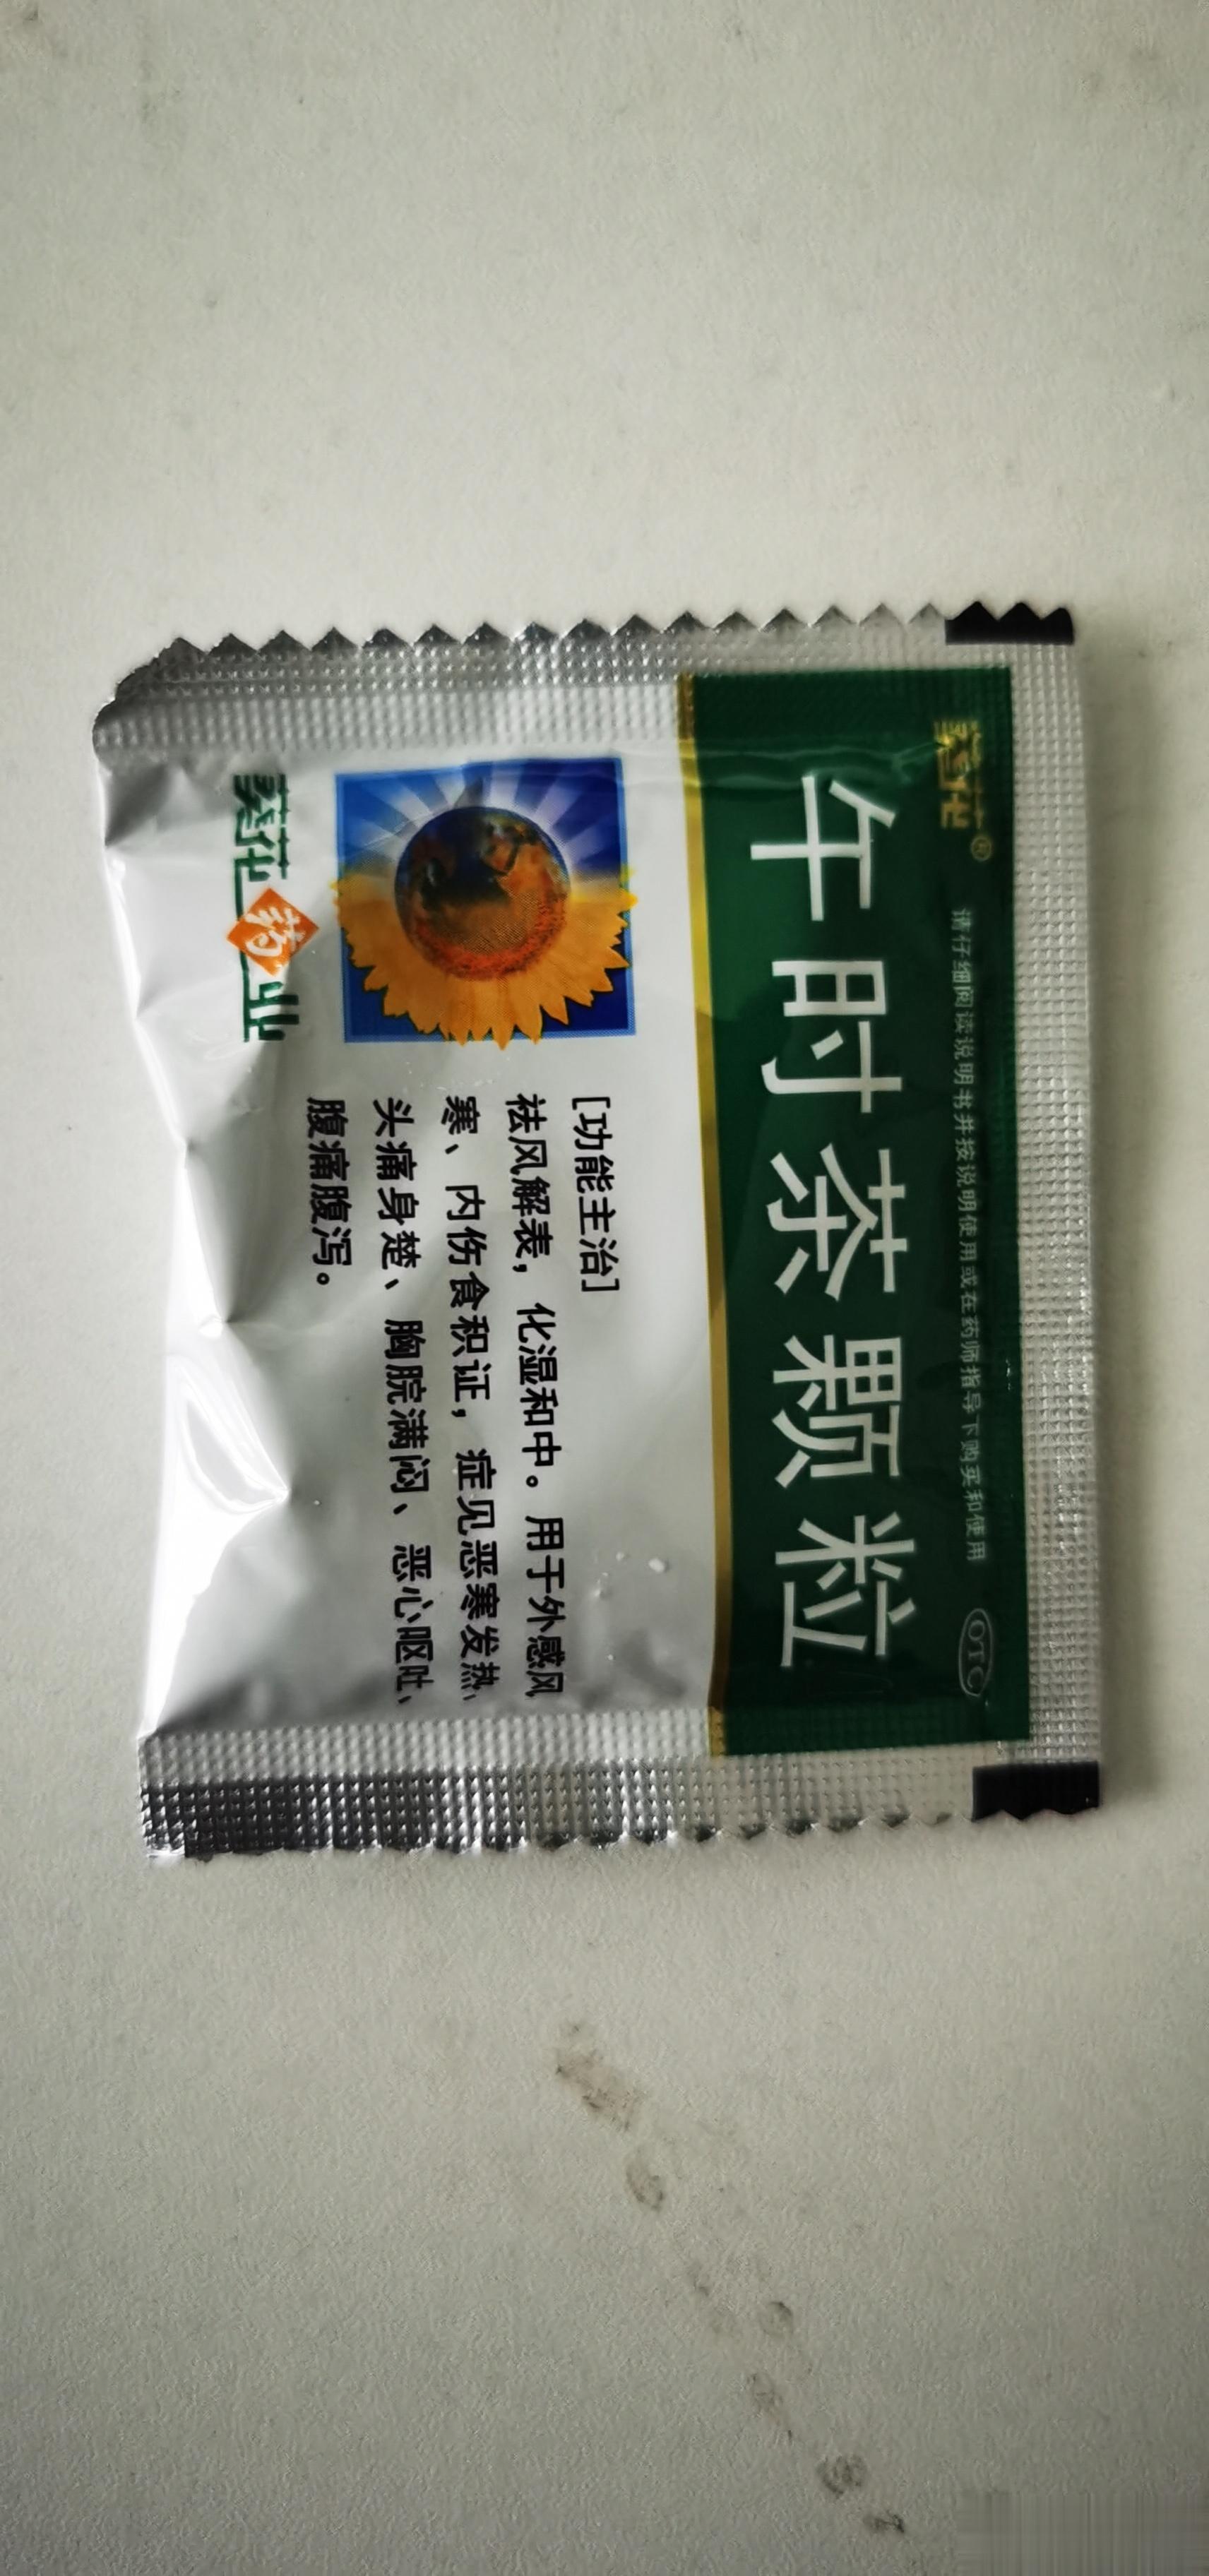 葵花®
请仔细阅读说明书并按说明使用或在药师指导下购买和使用
OTC
午时茶颗粒
[功能主治]
祛风解表，化湿和中。用于外感风
寒、内伤食积证，症见恶寒发热、
头痛身楚、胸脘满闷、恶心呕吐、
腹痛腹泻。
葵花药业